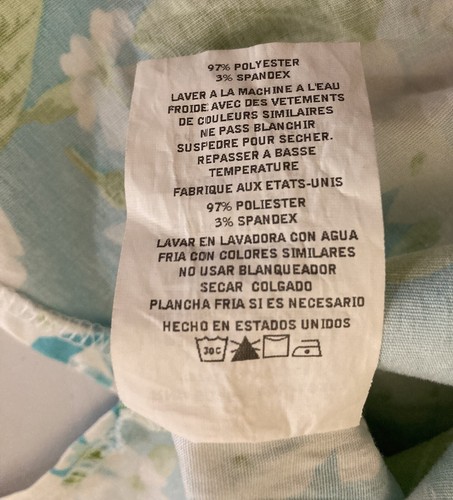 97% POLYESTER
3% SPANDEX
LAVER A LA MACHINE A L'EAU
FROIDE AVEC DES VETEMENTS
DE COULEURS SIMILAIRES
NE PASS BLANCHIR
SUSPEDRE POUR SECHER.
REPASSER A BASSE
TEMPERATURE
FABRIQUE AUX ETATS-UNIS
97% POLIESTER
3% SPANDEX
LAVAR EN LAVADORA CON AGUA
FRIA CON COLORES SIMILARES
NO USAR BLANQUEADOR
SECAR COLGADO
PLANCHA FRIA SI ES NECESARIO
HECHO EN ESTADOS UNIDOS
30C